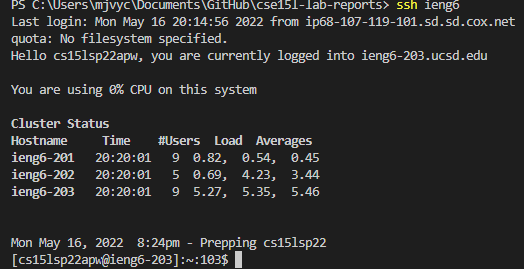 PS C:\Users\mjvyc\Documents\GitHub\cse15l-lab-reports> ssh ieng6
Last login: Mon May 16 20:14:56 2022 from ip68-107-119-101.sd.sd.cox.net
quota: No filesystem specified.
Hello cs15lsp22apw, you are currently logged into ieng6-203.ucsd.edu
You are using 0% CPU on this system
Cluster Status
Hostname     Time    #Users  Load  Averages
ieng6-201   20:20:01   9  0.82,  0.54,  0.45
ieng6-202   20:20:01   5  0.69,  4.23,  3.44
ieng6-203   20:20:01   9  5.27,  5.35,  5.46
Mon May 16, 2022  8:24pm - Prepping cs15lsp22
[cs15lsp22apw@ieng6-203]:~:103$